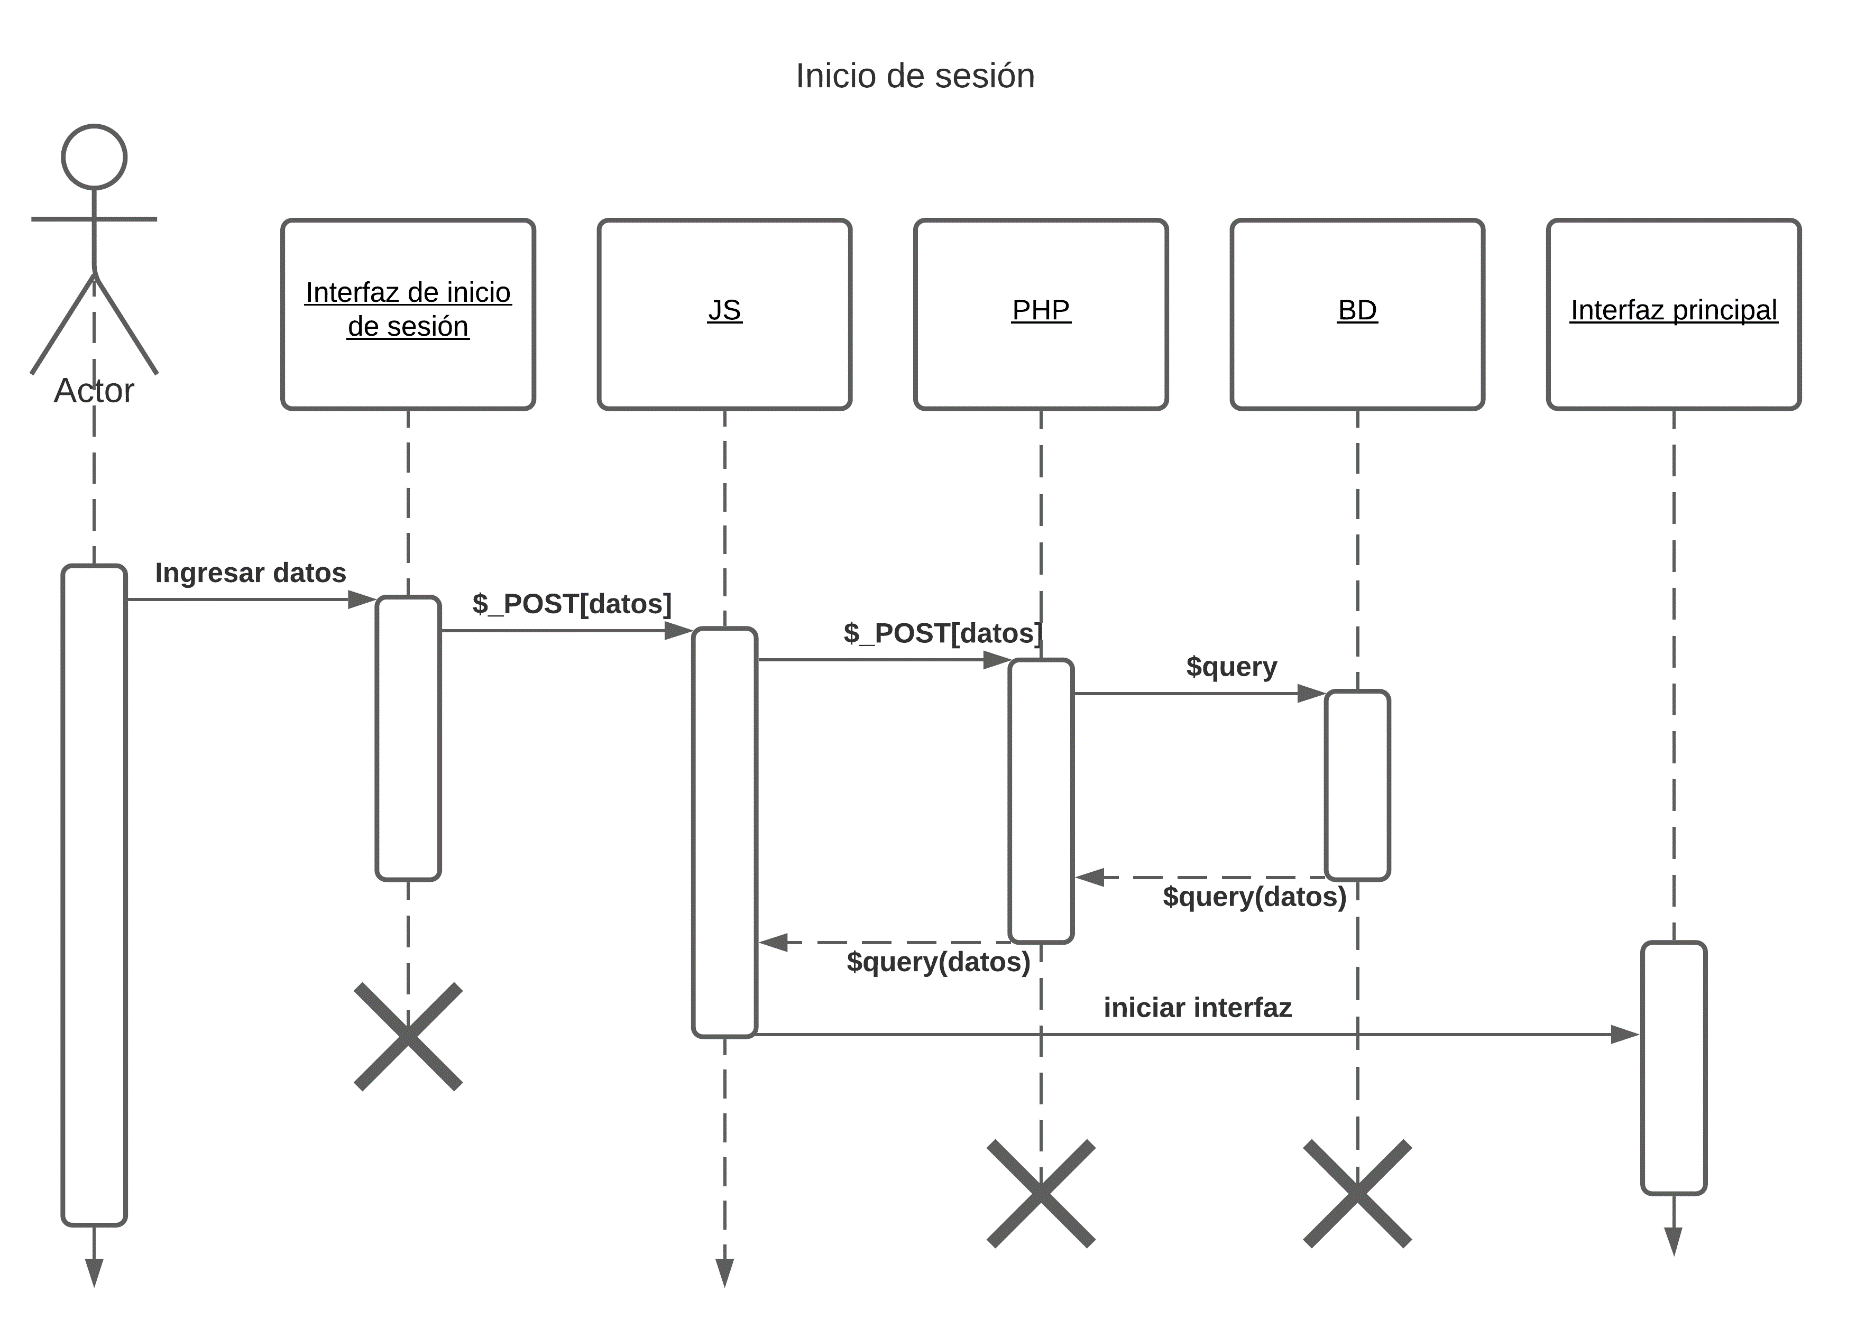 Inicio de sesión
Actor
Interfaz de inicio
de sesión
JS
PHP
BD
Interfaz principal
Ingresar datos
$_POST[datos]
$_POST[datos]
$query
$query(datos)
$query(datos)
iniciar interfaz